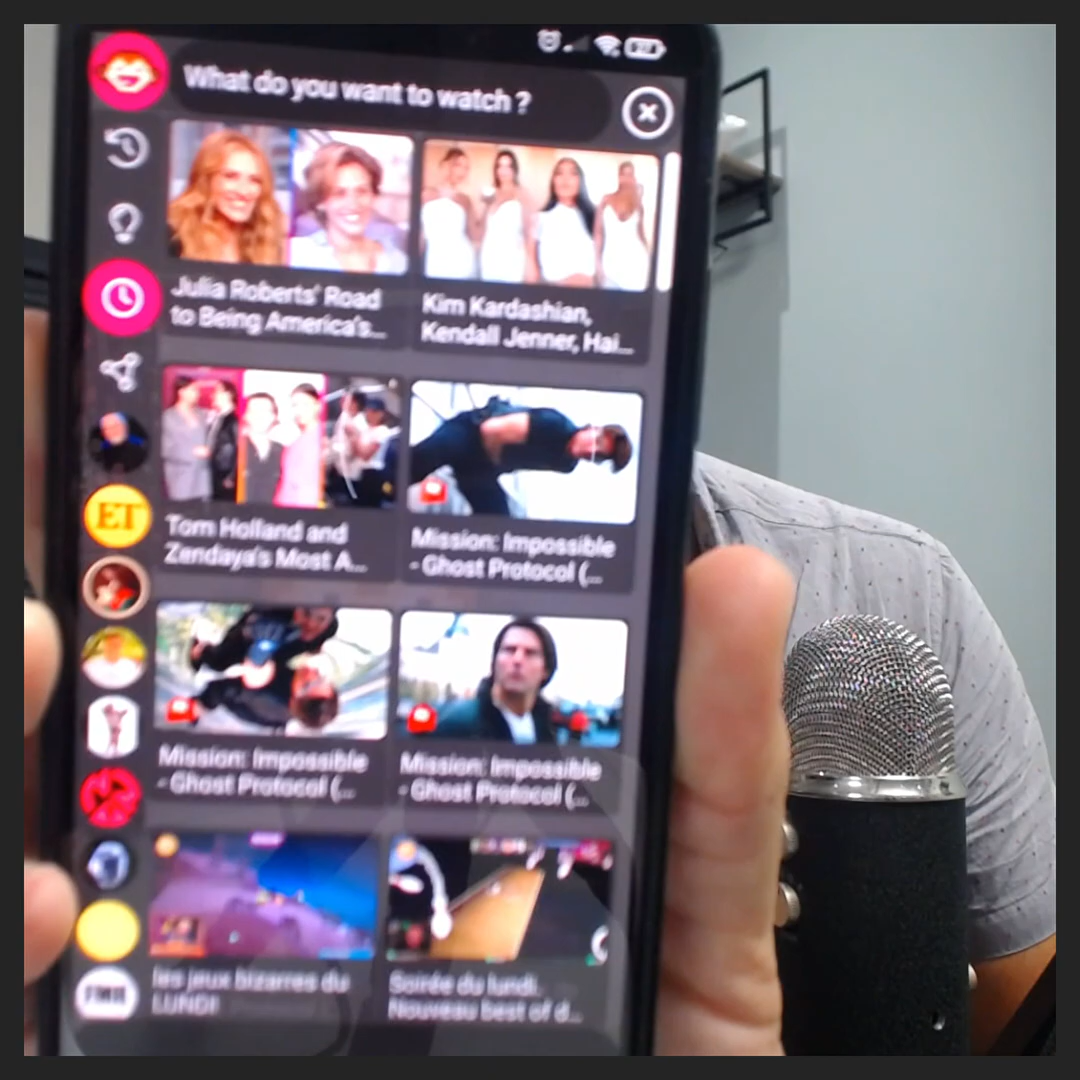 What do you want to watch ?
Julia Roberts' Road
to Being America's...
Kim Kardashian,
Kendall Jenner, Hai...
Tom Holland and
Zendaya's Most A...
Mission: Impossible
- Ghost Protocol (...
ET
Mission: Impossible
- Ghost Protocol (...
Mission: Impossible
- Ghost Protocol (...
les jeux bizarres du
LUNDI!
Soirée du lundi.
Nouveau best of d...